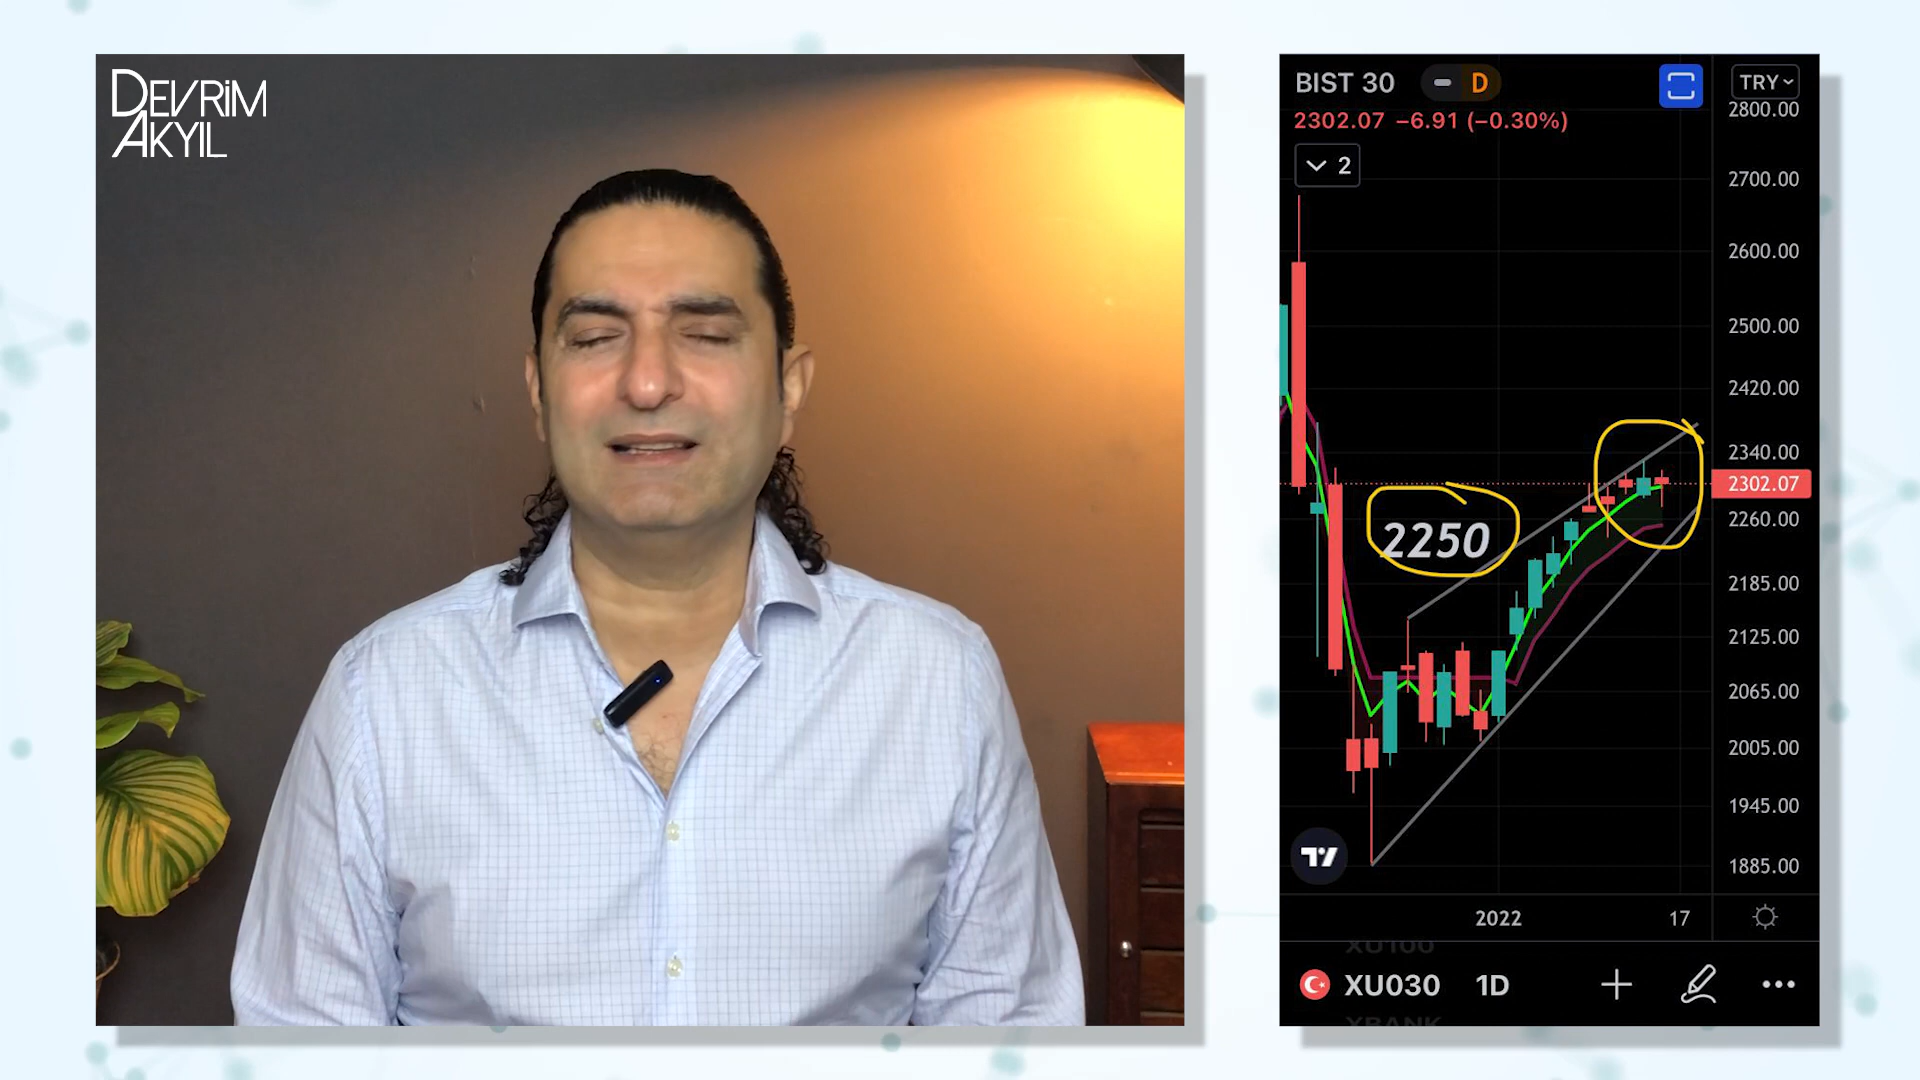 DEVRiM
AKYIL
BIST 30
D
TRY
2302.07 −6.91 (−0.30%)
2
2800.00
2700.00
2600.00
2500.00
2420.00
2340.00
2302.07
2260.00
2250
2185.00
2125.00
2065.00
2005.00
1945.00
1885.00
2022
17
XU100
XU030 1D
XBANK